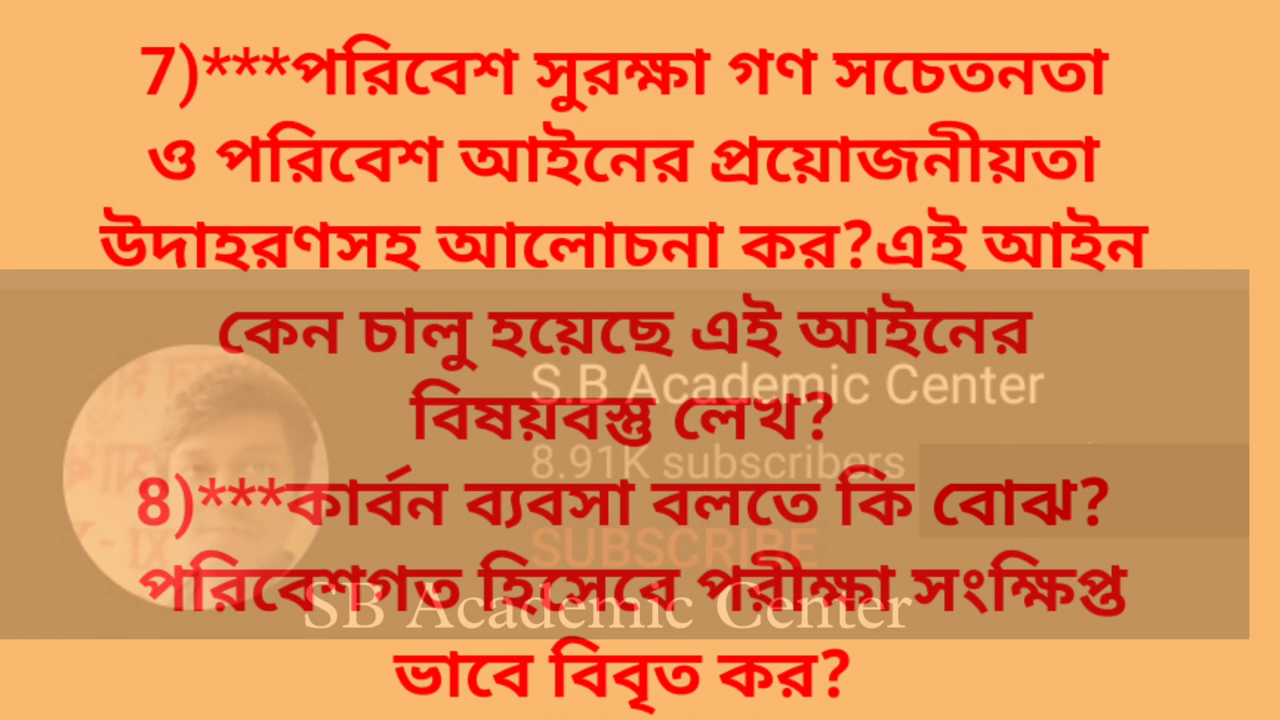 7)***পরিবেশ সুরক্ষা গণ সচেতনতা
ও পরিবেশ আইনের প্রয়োজনীয়তা
উদাহরণসহ আলোচনা কর?এই আইন
কেন চালু হয়েছে এই আইনের
বিষয়বস্তু লেখ?
8)***কার্বন ব্যবসা বলতে কি বোঝ?
পরিবেশগত হিসেবে পরীক্ষা সংক্ষিপ্ত
ভাবে বিবৃত কর?
S.B Academic Center
8.91K subscribers
SUBSCRIBE
SB Academic Center